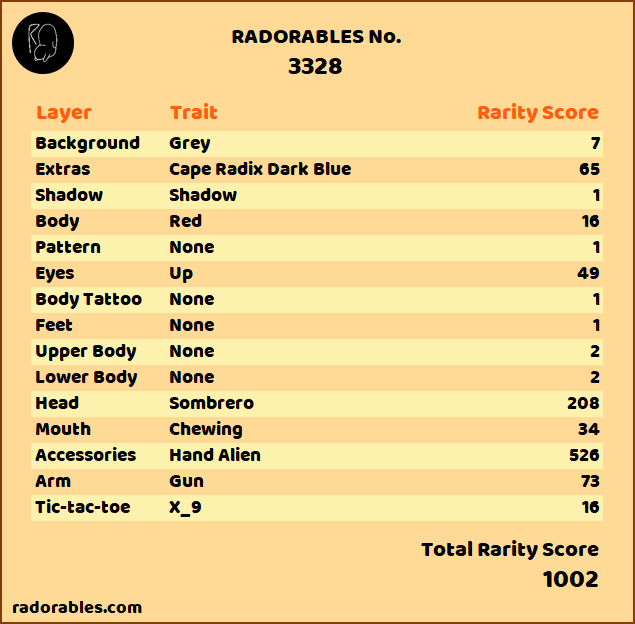 RADORABLES No.
3328
Layer Trait Rarity Score
Background Grey 7
Extras Cape Radix Dark Blue 65
Shadow Shadow 1
Body Red 16
Pattern None 1
Eyes Up 49
Body Tattoo None 1
Feet None 1
Upper Body None 2
Lower Body None 2
Head Sombrero 208
Mouth Chewing 34
Accessories Hand Alien 526
Arm Gun 73
Tic-tac-toe X_9 16
Total Rarity Score
1002
radorables.com